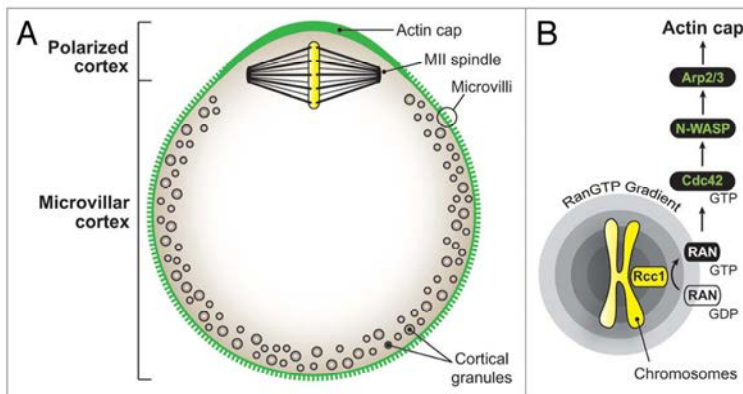 A
Polarized
cortex
Microvillar
cortex
Actin cap
MII spindle
Microvilli
Cortical
granules
B
Actin cap
Arp2/3
N-WASP
Cdc42
GTP
RanGTP Gradient
Rcc1
RAN
GTP
RAN
GDP
Chromosomes